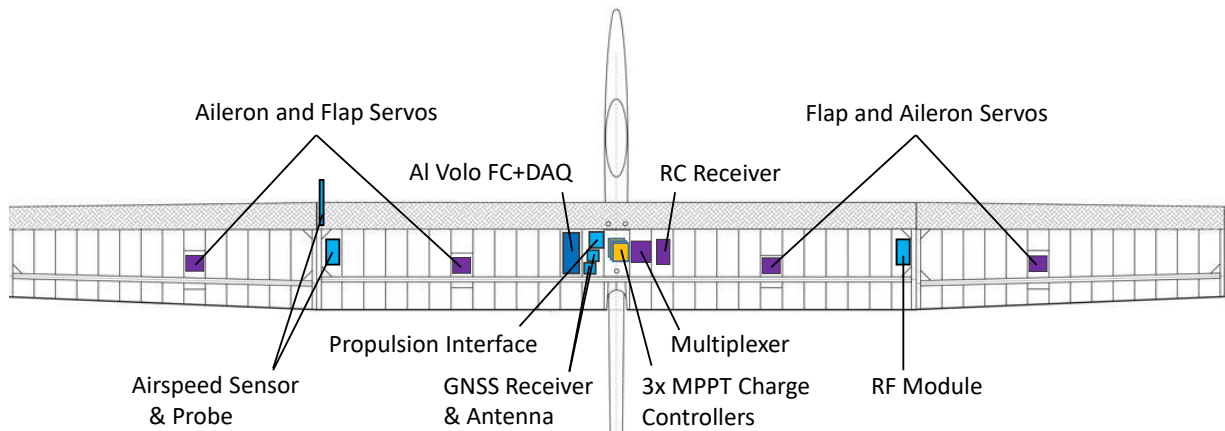 Aileron and Flap Servos
Flap and Aileron Servos
Al Volo FC+DAQ
RC Receiver
Propulsion Interface
Multiplexer
Airspeed Sensor
& Probe
GNSS Receiver
& Antenna
3x MPPT Charge
Controllers
RF Module